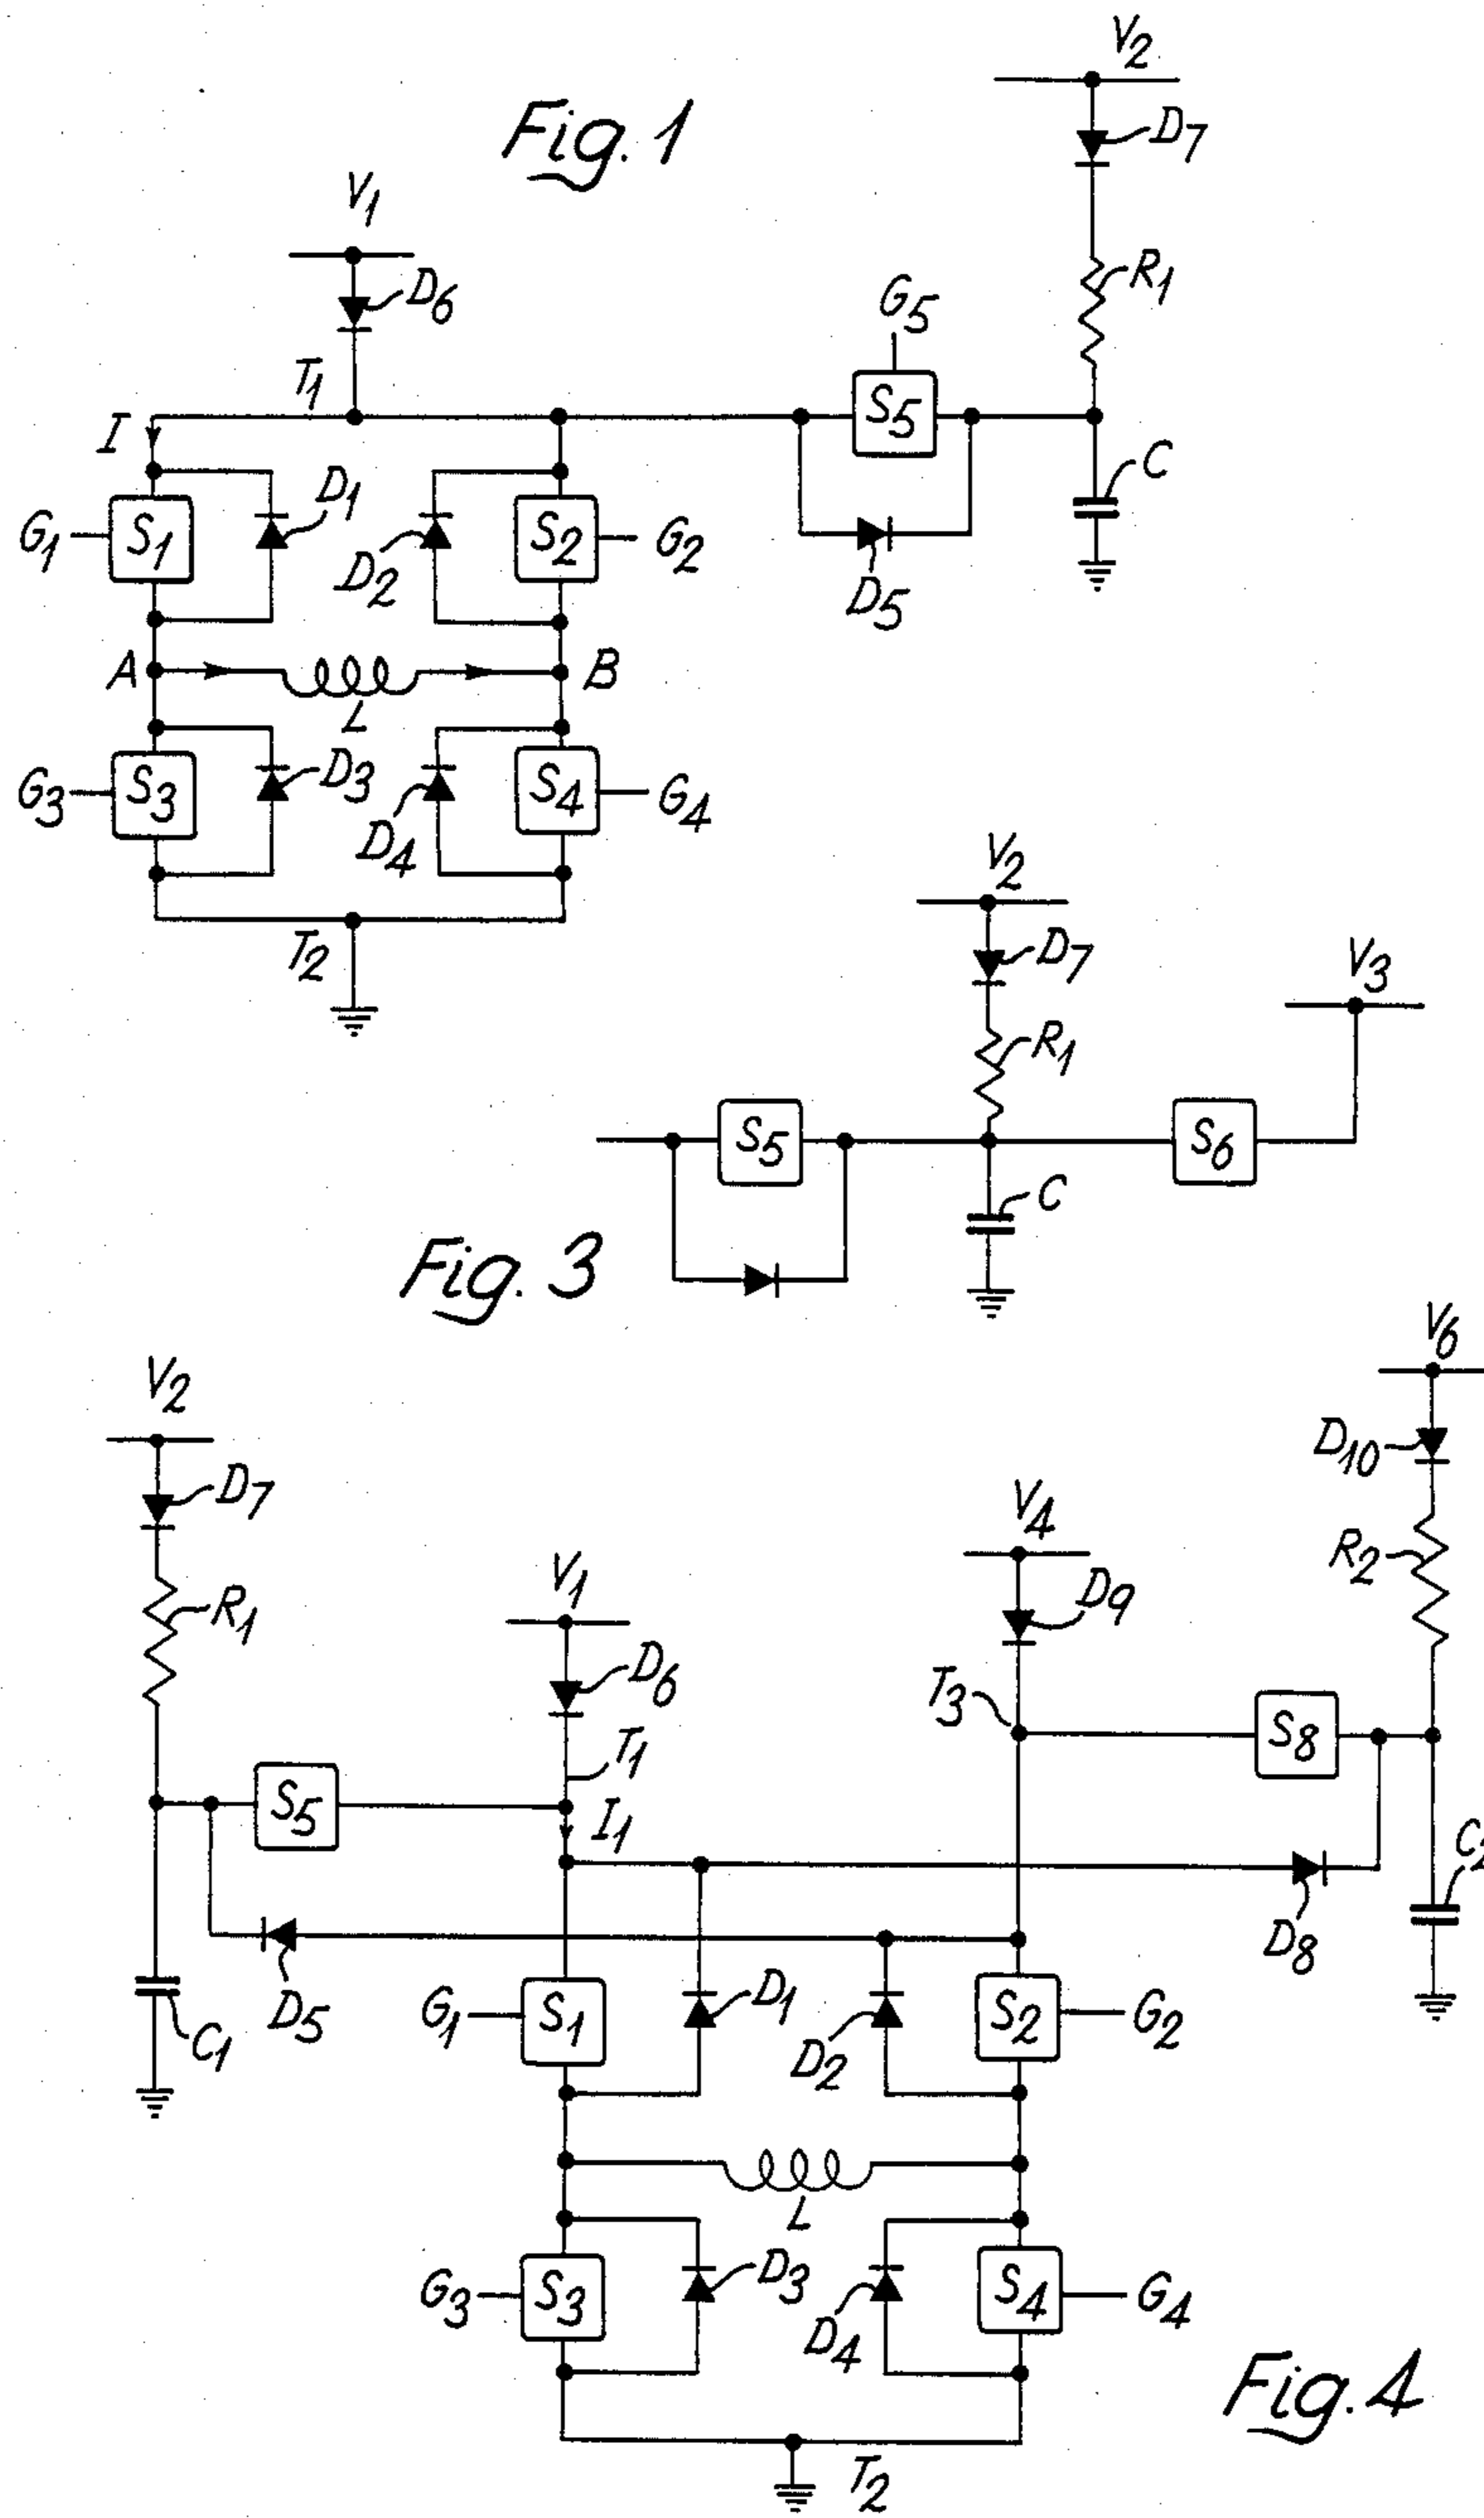 Fig. 1
V2
D7
R1
V1
D6
T1
I
G5
S5
D5
C
G1
S1
D1
D2
S2
G2
A
L
B
G3
S3
D3
D4
S4
G4
T2
Fig. 3
V2
D7
R1
V3
S5
S6
C
Fig. 4
V2
D7
R1
V1
D6
T1
I1
V4
D9
T3
V6
D10
R2
S8
S5
D5
C1
D8
G1
S1
D1
D2
S2
G2
L
G3
S3
D3
D4
S4
G4
T2